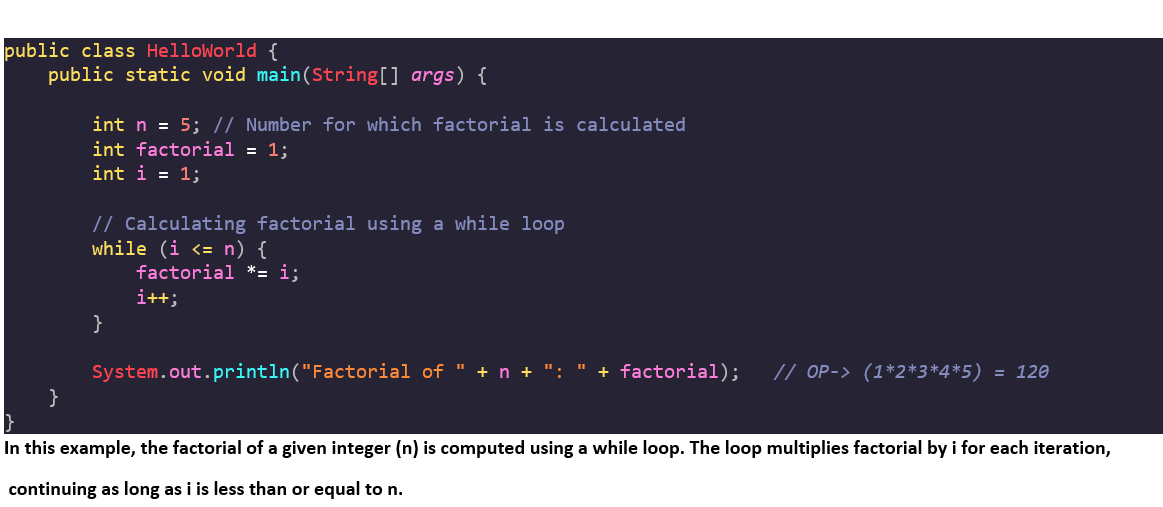 public class HelloWorld {
    public static void main(String[] args) {
        int n = 5; // Number for which factorial is calculated
        int factorial = 1;
        int i = 1;
        // Calculating factorial using a while loop
        while (i <= n) {
            factorial *= i;
            i++;
        }
        System.out.println("Factorial of " + n + ": " + factorial);   // OP-> (1*2*3*4*5) = 120
    }
}
In this example, the factorial of a given integer (n) is computed using a while loop. The loop multiplies factorial by i for each iteration,
continuing as long as i is less than or equal to n.